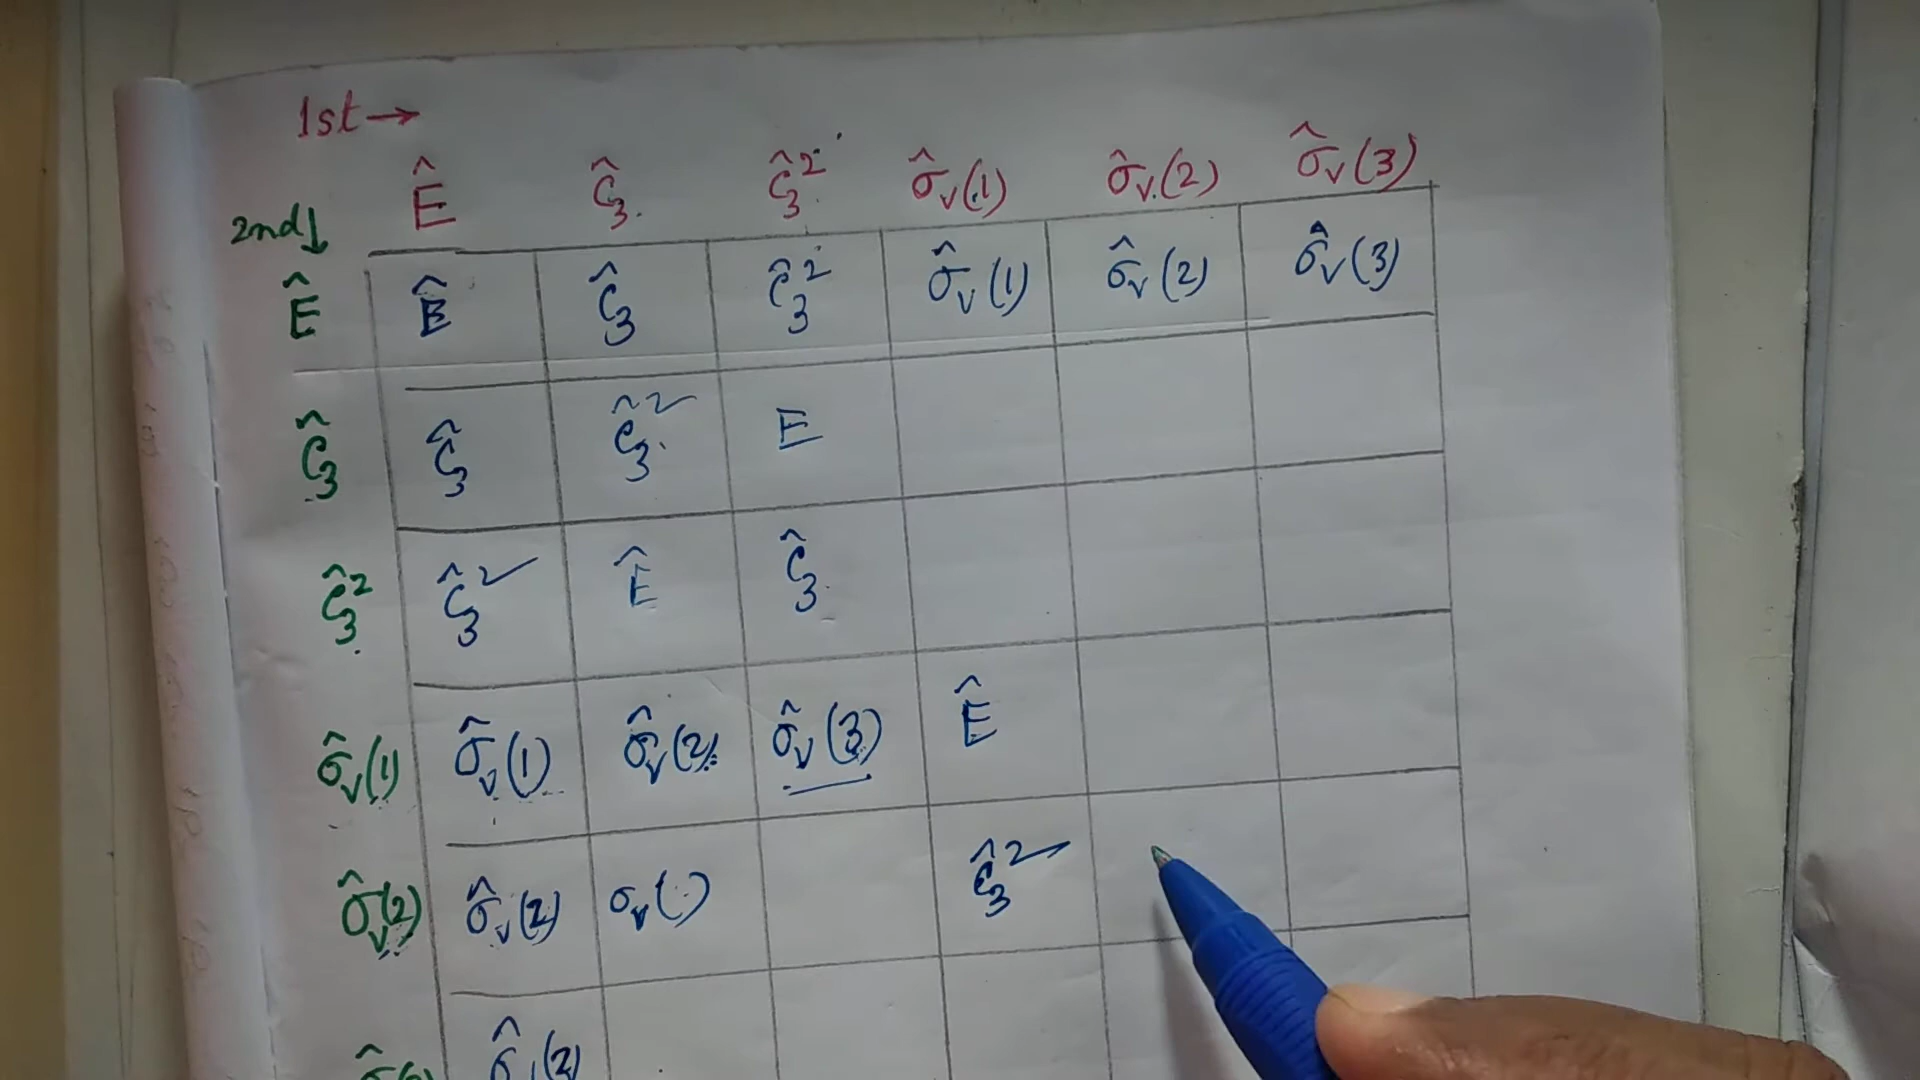 1st →
Ê Ĉ₃ Ĉ₃² σ̂ᵥ(1) σ̂ᵥ(2) σ̂ᵥ(3)
2nd↓
Ê Ê Ĉ₃ Ĉ₃² σ̂ᵥ(1) σ̂ᵥ(2) σ̂ᵥ(3)
Ĉ₃ Ĉ₃ Ĉ₃² E
Ĉ₃² Ĉ₃² Ê Ĉ₃
σ̂ᵥ(1) σ̂ᵥ(1) σ̂ᵥ(2) σ̂ᵥ(3) Ê
σ̂ᵥ(2) σ̂ᵥ(2) σᵥ( ) Ĉ₃²